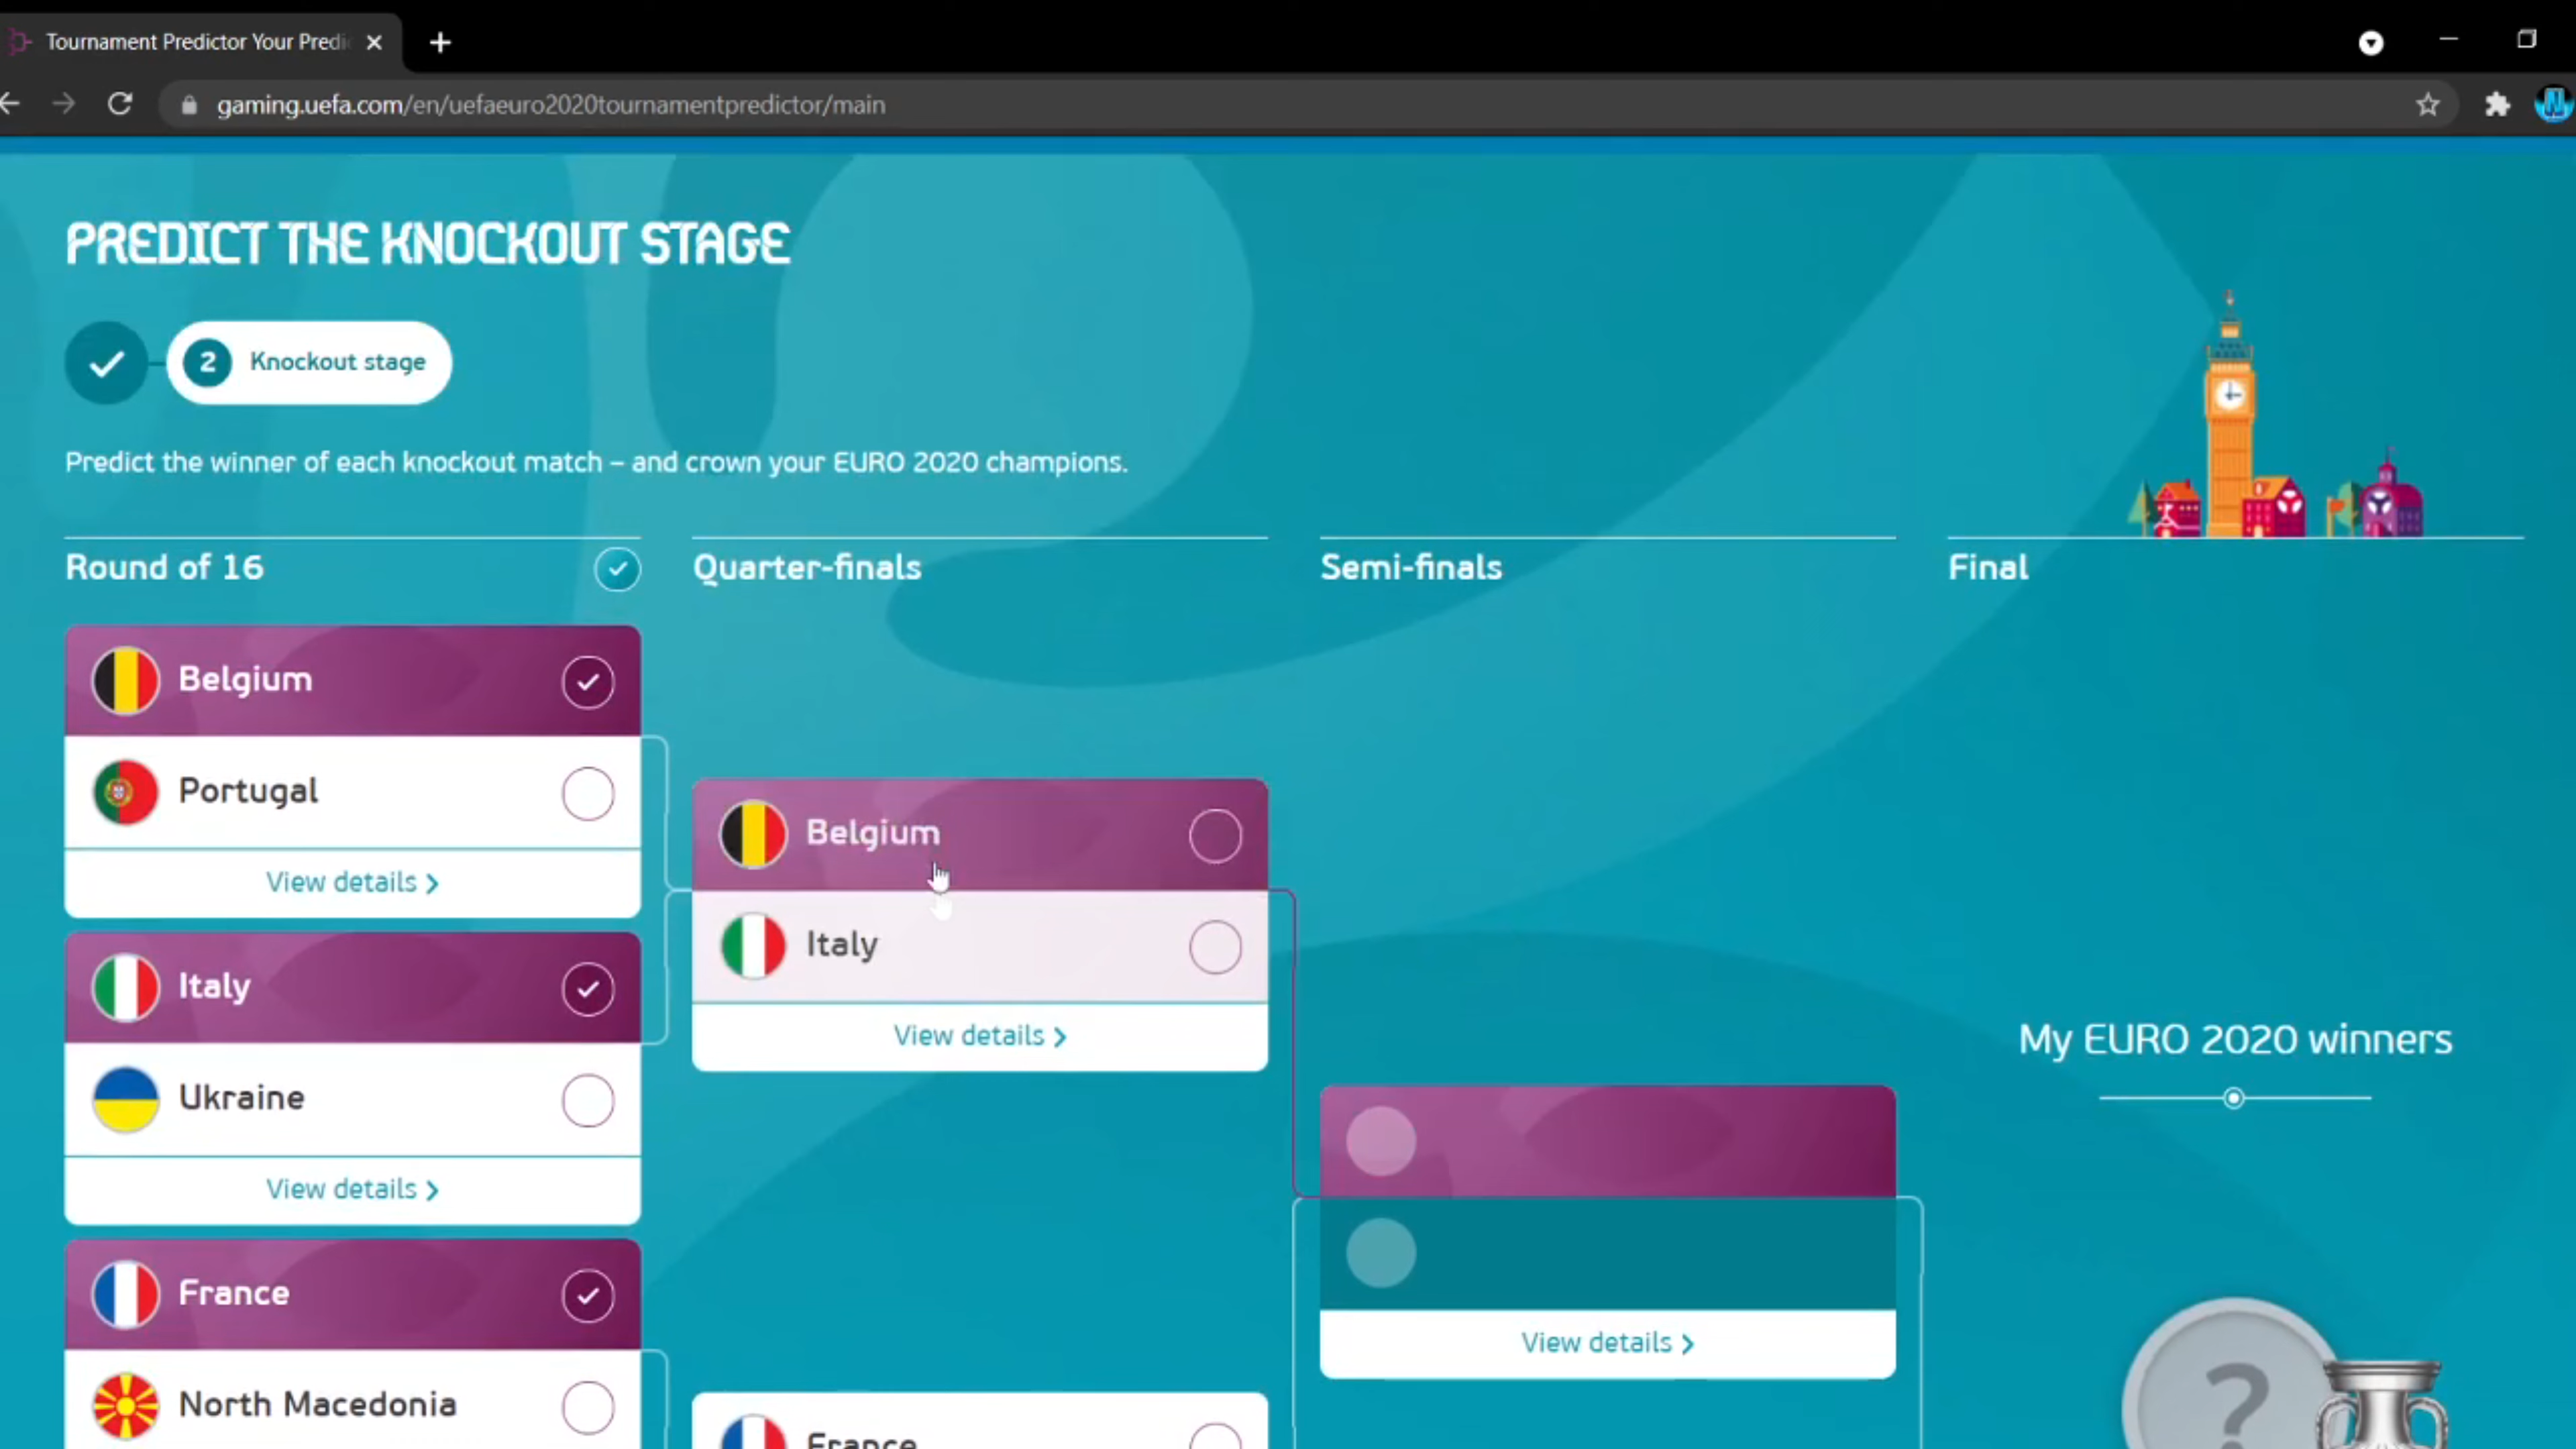 Tournament Predictor Your Predi
gaming.uefa.com/en/uefaeuro2020tournamentpredictor/main
PREDICT THE KNOCKOUT STAGE
2 Knockout stage
Predict the winner of each knockout match – and crown your EURO 2020 champions.
Round of 16
Belgium
Portugal
View details
Italy
Ukraine
View details
France
North Macedonia
Quarter-finals
Belgium
Italy
View details
France
Semi-finals
View details
Final
My EURO 2020 winners
?